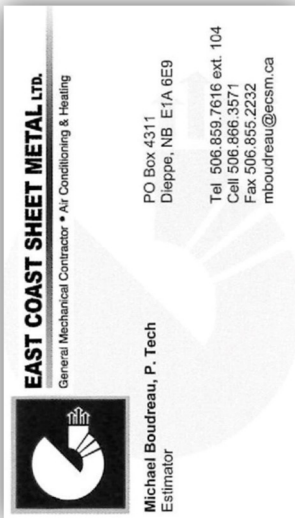 EAST COAST SHEET METAL LTD.
General Mechanical Contractor • Air Conditioning & Heating
Michael Boudreau, P. Tech
Estimator
PO Box 4311
Dieppe, NB E1A 6E9
Tel 506.859.7616 ext. 104
Cell 506.866.3571
Fax 506.855.2232
mboudreau@ecsm.ca